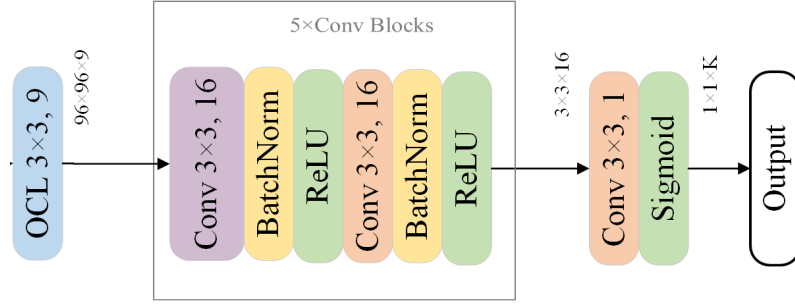 5×Conv Blocks
OCL 3×3, 9
96×96×9
Conv 3×3, 16
BatchNorm
ReLU
Conv 3×3, 16
BatchNorm
ReLU
3×3×16
Conv 3×3, 1
Sigmoid
1×1×K
Output